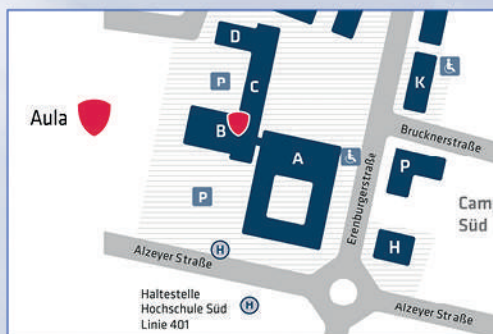 Aula
D
P
C
B
A
P
K
Brucknerstraße
P
Erenburgerstraße
Cam
Süd
H
H
Alzeyer Straße
Haltestelle
Hochschule Süd
Linie 401
H
Alzeyer Straße